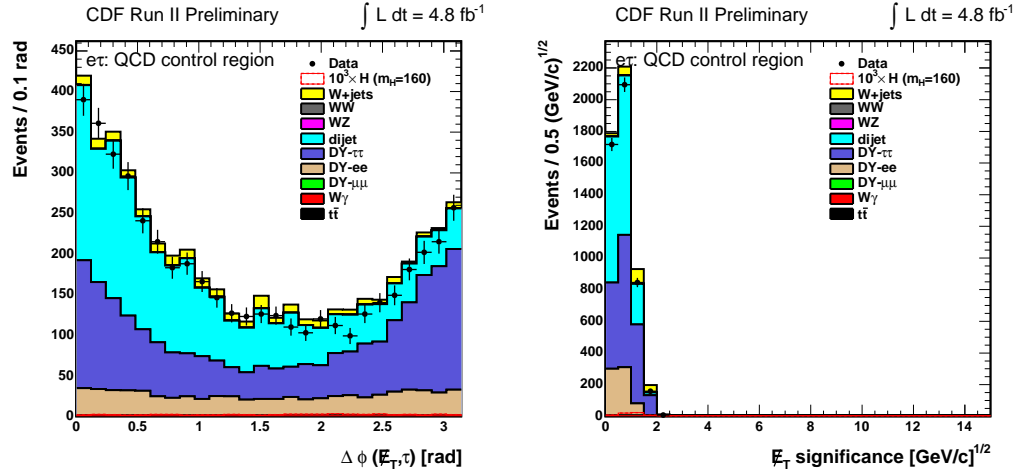 CDF Run II Preliminary
∫ L dt = 4.8 fb⁻¹
Events / 0.1 rad
450
400
350
300
250
200
150
100
50
0
eτ: QCD control region
Data
10³× H (m_H=160)
W+jets
WW
WZ
dijet
DY-ττ
DY-ee
DY-μμ
Wγ
tt̄
0 0.5 1 1.5 2 2.5 3
Δ ϕ (E̸_T,τ) [rad]
CDF Run II Preliminary
∫ L dt = 4.8 fb⁻¹
Events / 0.5 (GeV/c)^1/2
2200
2000
1800
1600
1400
1200
1000
800
600
400
200
0
eτ: QCD control region
Data
10³× H (m_H=160)
W+jets
WW
WZ
dijet
DY-ττ
DY-ee
DY-μμ
Wγ
tt̄
0 2 4 6 8 10 12 14
E̸_T significance [GeV/c]^1/2